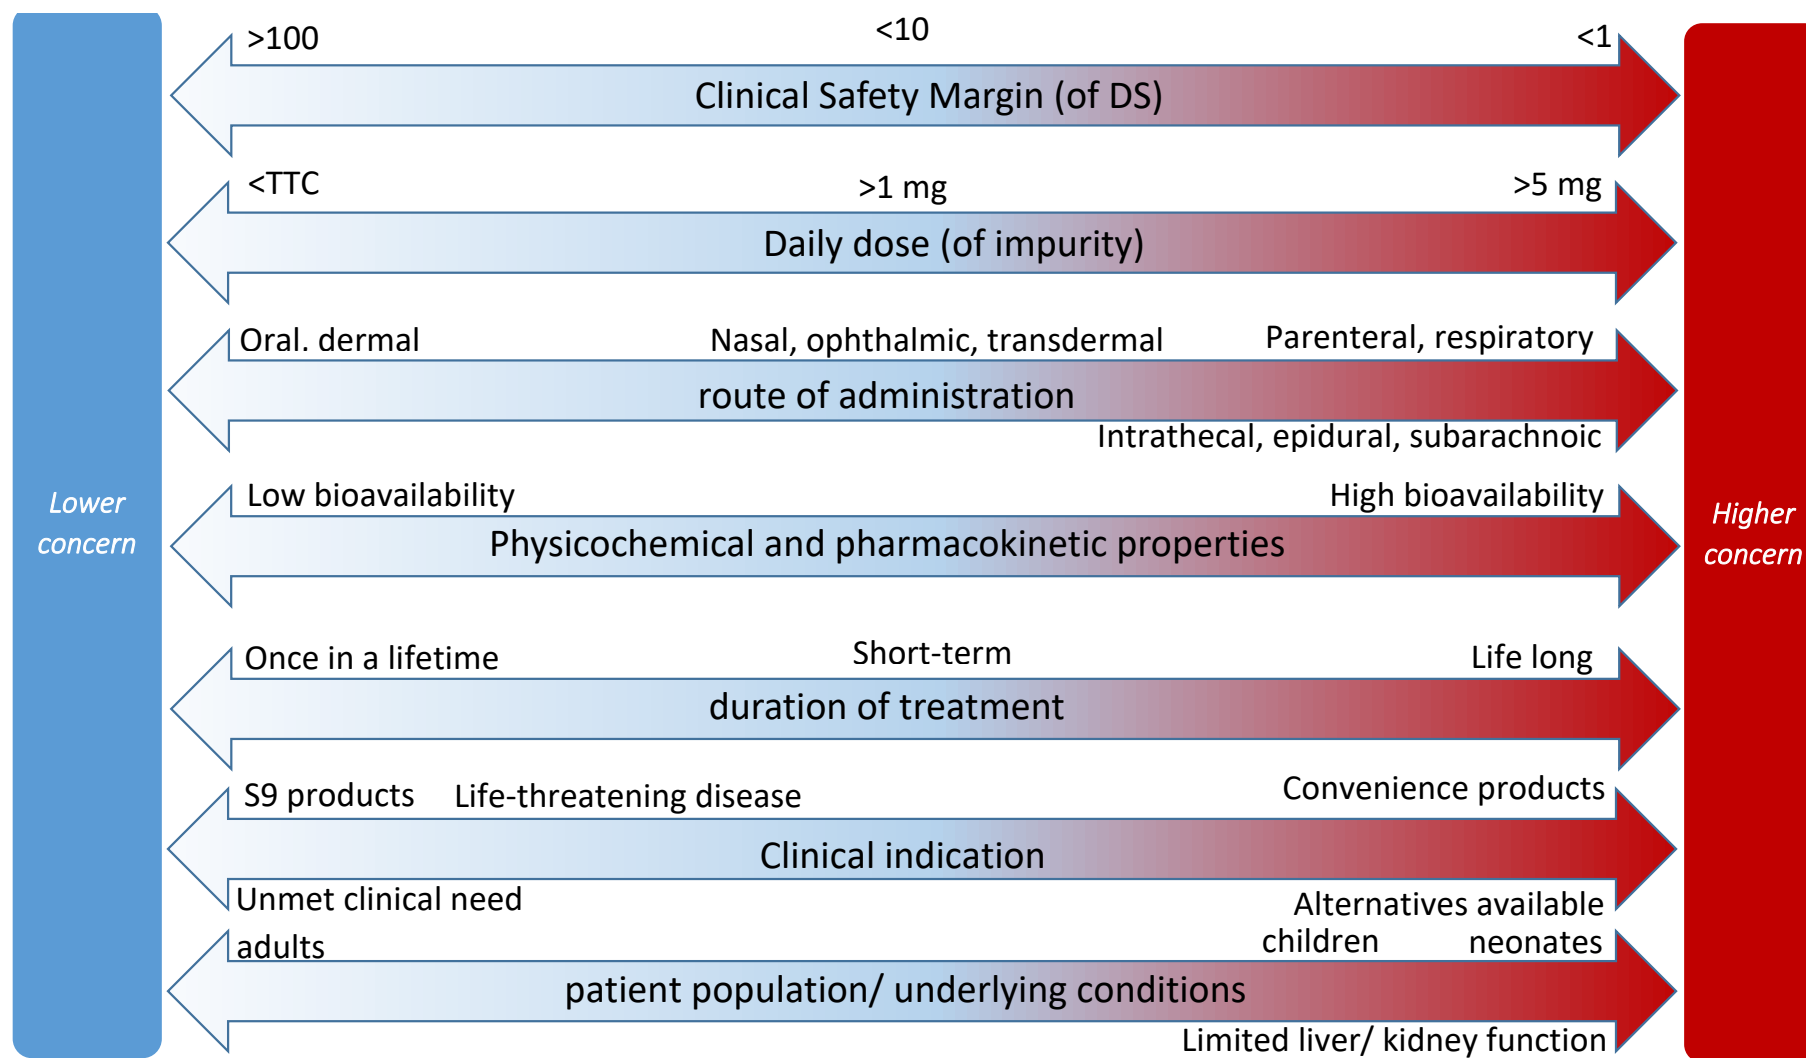 >100 <10 <1
Clinical Safety Margin (of DS)
<TTC >1 mg >5 mg
Daily dose (of impurity)
Oral. dermal Nasal, ophthalmic, transdermal Parenteral, respiratory
route of administration
Intrathecal, epidural, subarachnoic
Lower
concern
Low bioavailability High bioavailability
Physicochemical and pharmacokinetic properties
Higher
concern
Once in a lifetime Short-term Life long
duration of treatment
S9 products Life-threatening disease Convenience products
Clinical indication
Unmet clinical need Alternatives available
adults children neonates
patient population/ underlying conditions
Limited liver/ kidney function